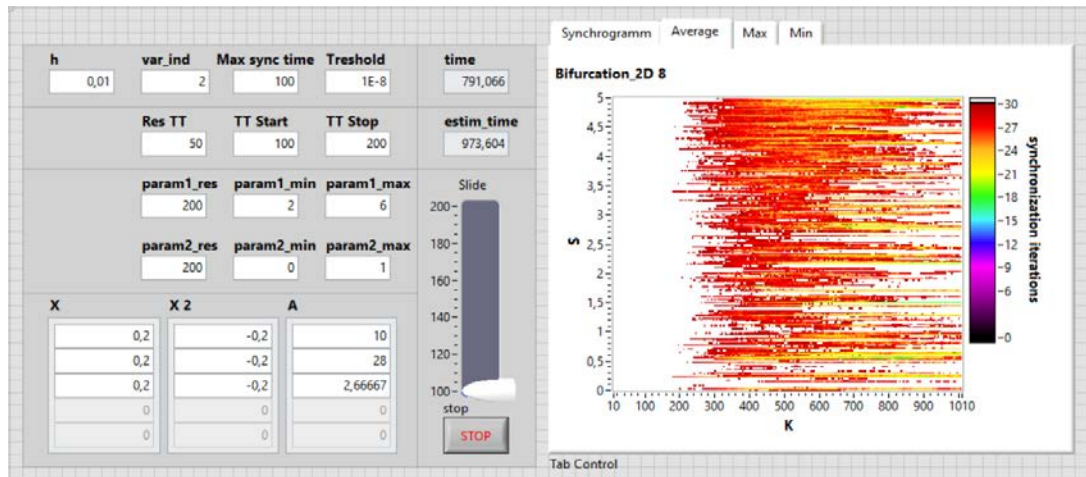 h var_ind Max sync time Treshold time
0,01 2 100 1E-8 791,066
Res TT TT Start TT Stop estim_time
50 100 200 973,604
param1_res param1_min param1_max
200 2 6
param2_res param2_min param2_max
200 0 1
X X 2 A
0,2 -0,2 10
0,2 -0,2 28
0,2 -0,2 2,66667
0 0 0
0 0 0
Slide
200-
180-
160-
140-
120-
100-
stop
STOP
Synchrogramm Average Max Min
Bifurcation_2D 8
5-
4,5-
4-
3,5-
3-
2,5-
2-
1,5-
1-
0,5-
0-
S
10 100 200 300 400 500 600 700 800 900 1010
K
-30
-27
-24
-21
-18
-15
-12
-9
-6
-0
synchronization iterations
Tab Control